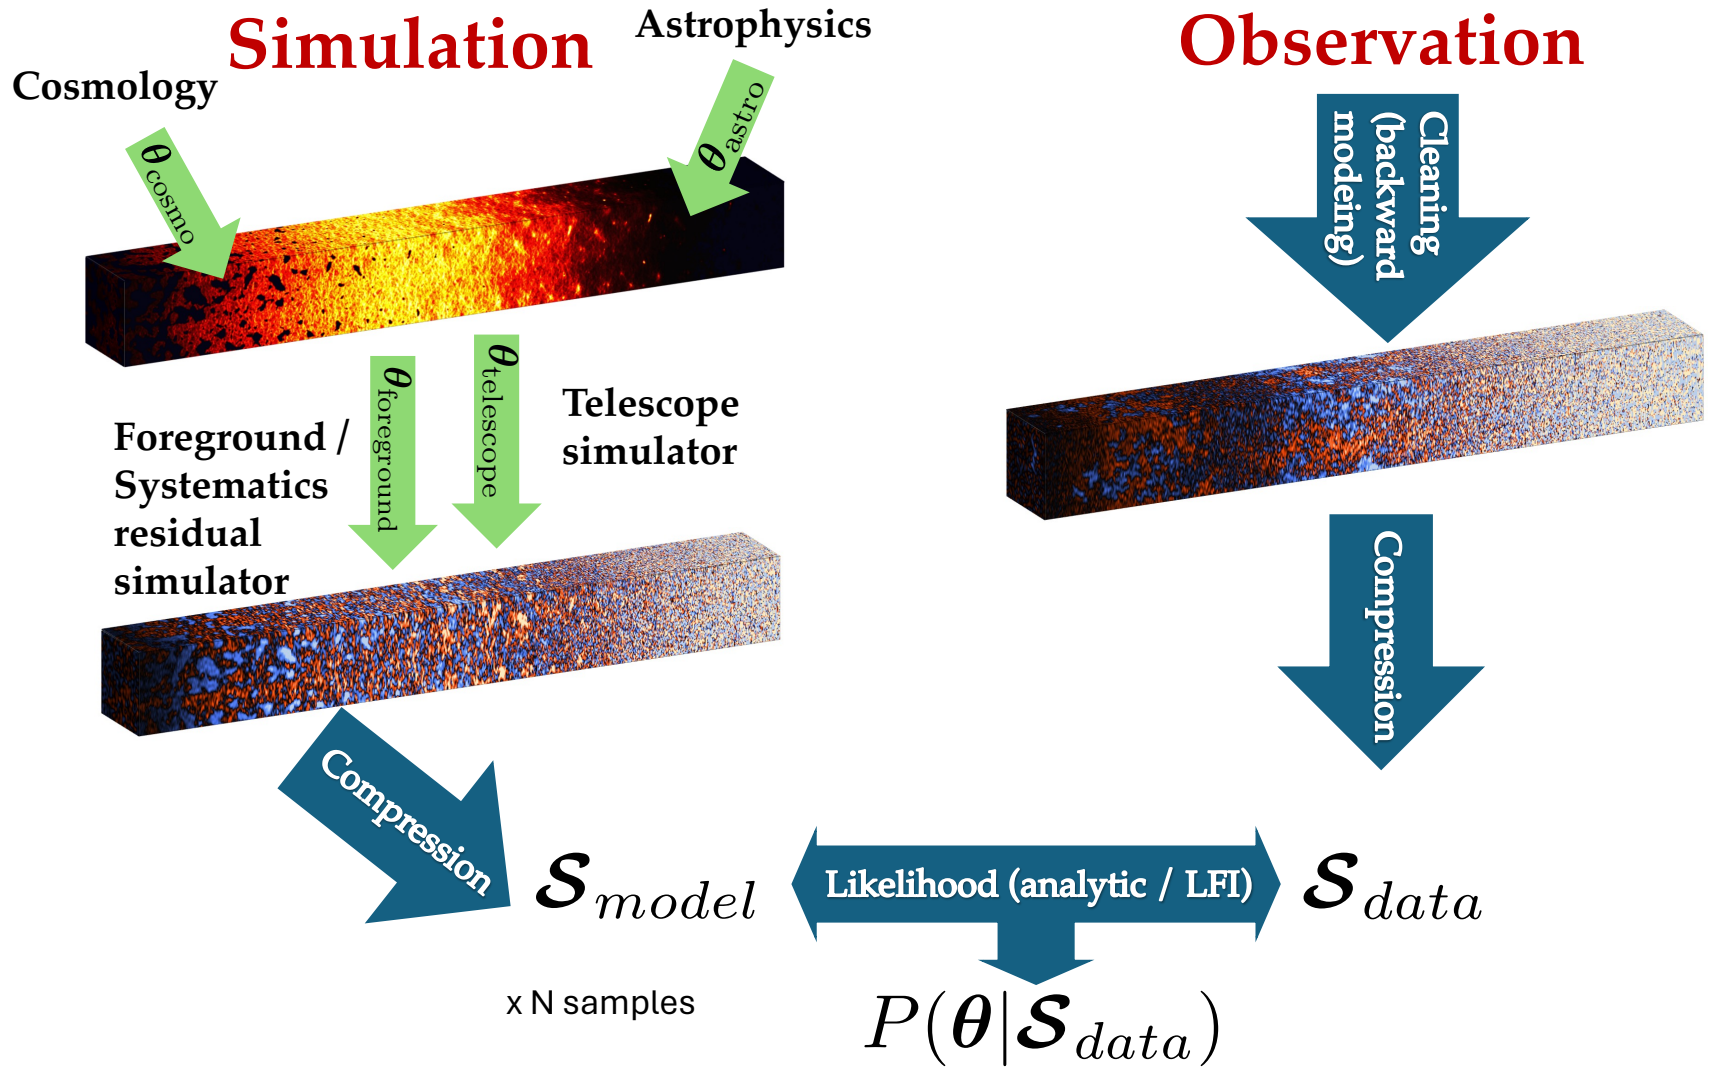 Simulation
Astrophysics
Observation
Cosmology
θcosmo
θastro
Cleaning
(backward
modeing)
θforeground
θtelescope
Foreground /
Systematics
residual
simulator
Telescope
simulator
Compression
Compression
𝓢model
Likelihood (analytic / LFI)
𝓢data
x N samples
P(θ|𝓢data)